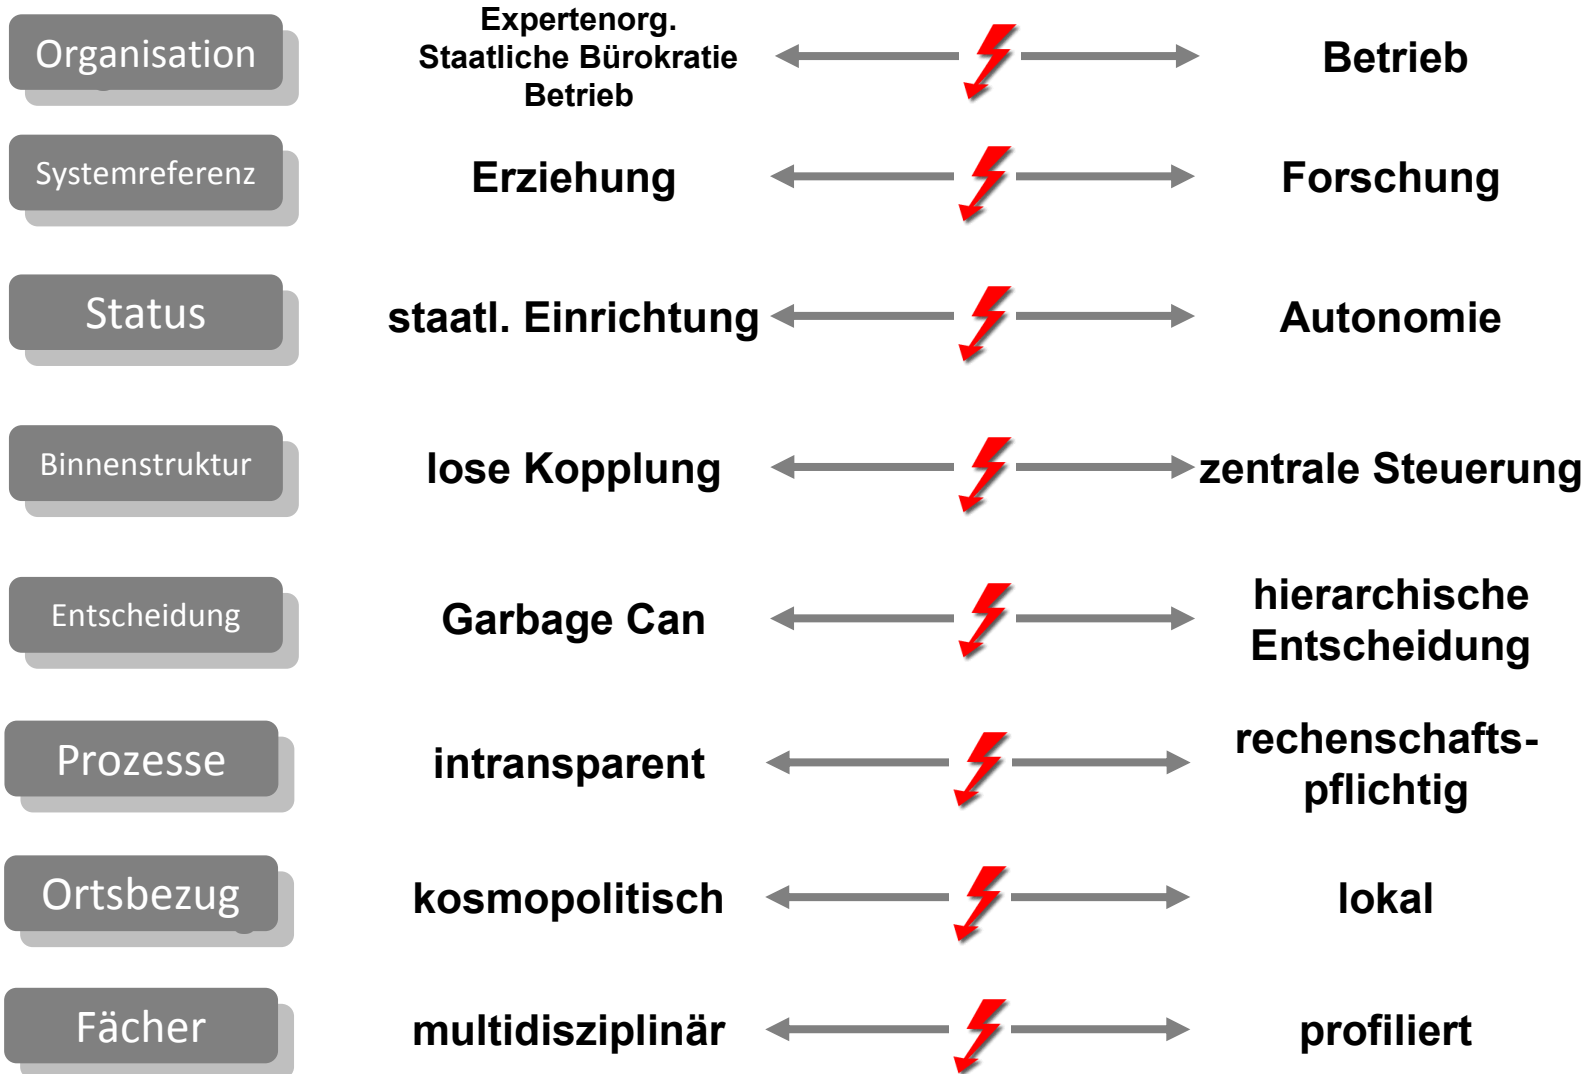 Organisation
Expertenorg.
Staatliche Bürokratie
Betrieb
Betrieb
Systemreferenz
Erziehung
Forschung
Status
staatl. Einrichtung
Autonomie
Binnenstruktur
lose Kopplung
zentrale Steuerung
Entscheidung
Garbage Can
hierarchische
Entscheidung
Prozesse
intransparent
rechenschafts-
pflichtig
Ortsbezug
kosmopolitisch
lokal
Fächer
multidisziplinär
profiliert